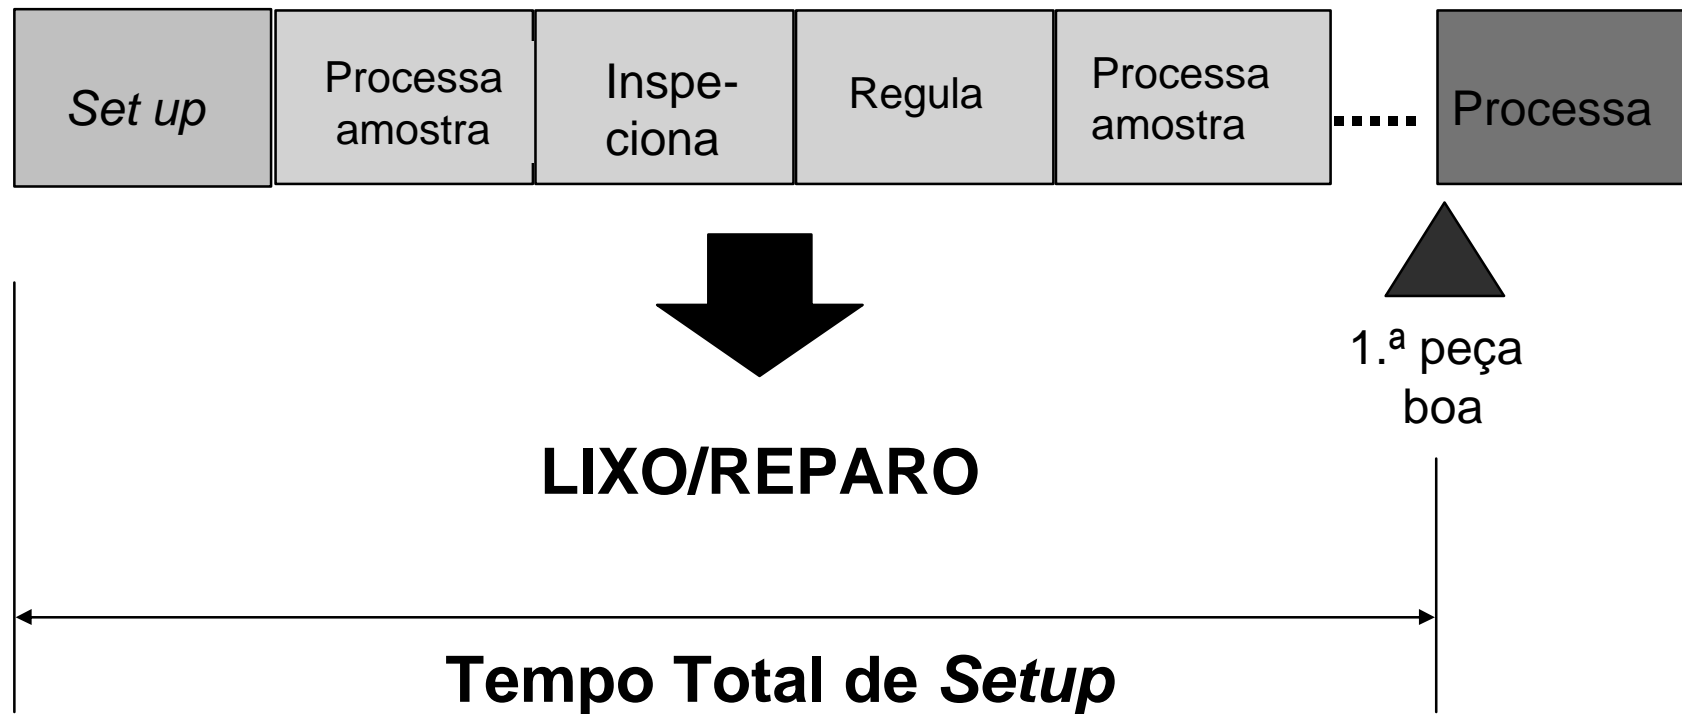 Set up
Processa
amostra
Inspe-
ciona
Regula
Processa
amostra
Processa
1.ª peça
boa
LIXO/REPARO
Tempo Total de Setup